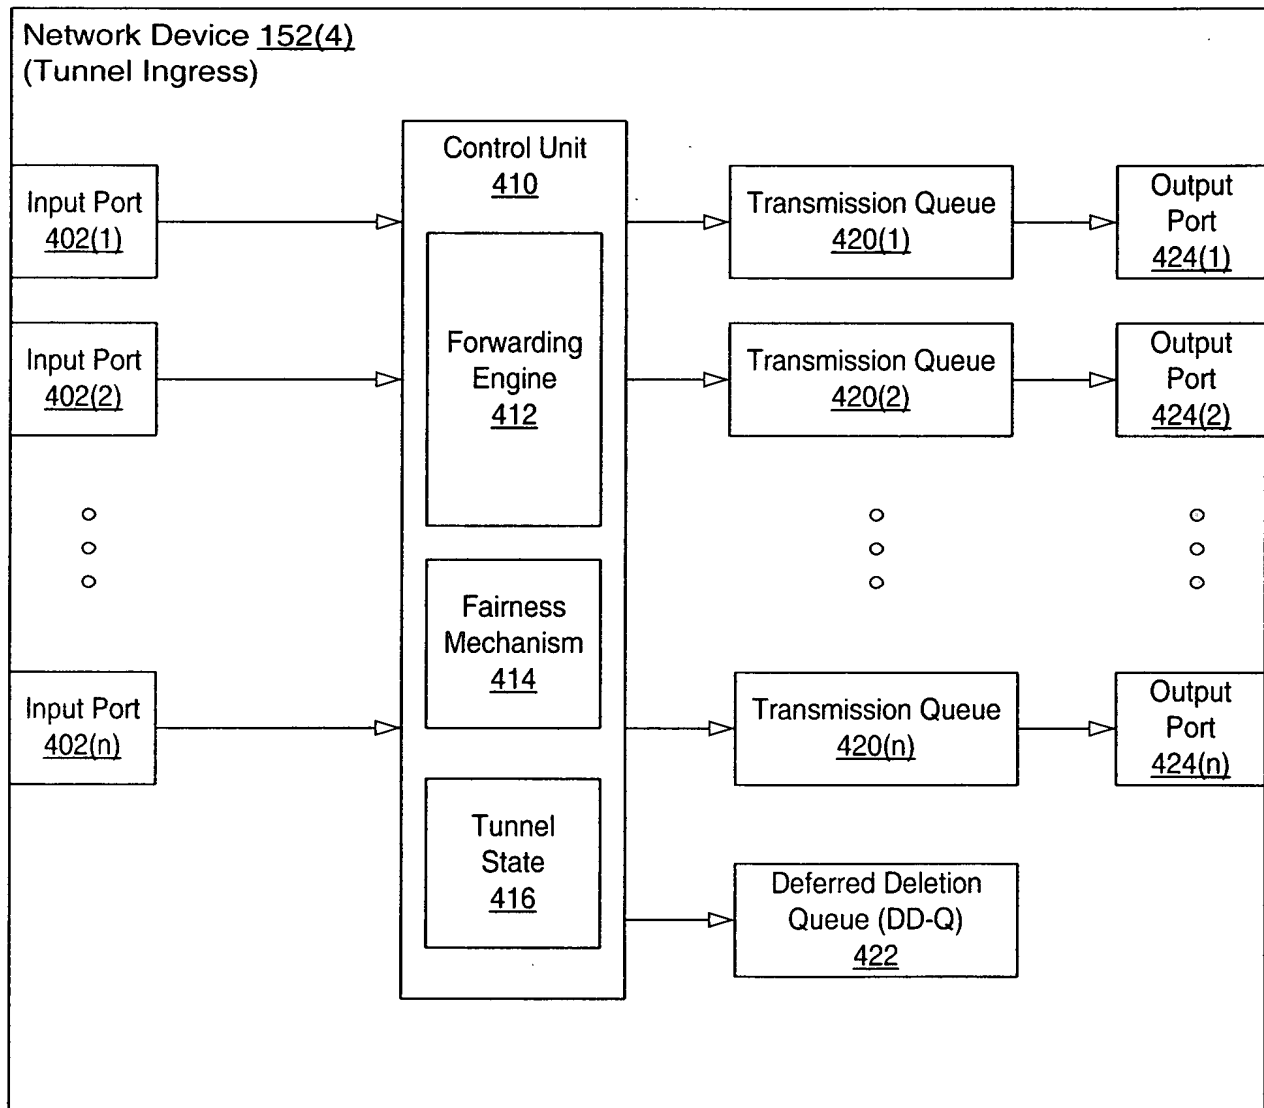 Network Device 152(4)
(Tunnel Ingress)
Control Unit
410
Input Port
402(1)
Transmission Queue
420(1)
Output
Port
424(1)
Input Port
402(2)
Forwarding
Engine
412
Transmission Queue
420(2)
Output
Port
424(2)
Fairness
Mechanism
414
Input Port
402(n)
Transmission Queue
420(n)
Output
Port
424(n)
Tunnel
State
416
Deferred Deletion
Queue (DD-Q)
422